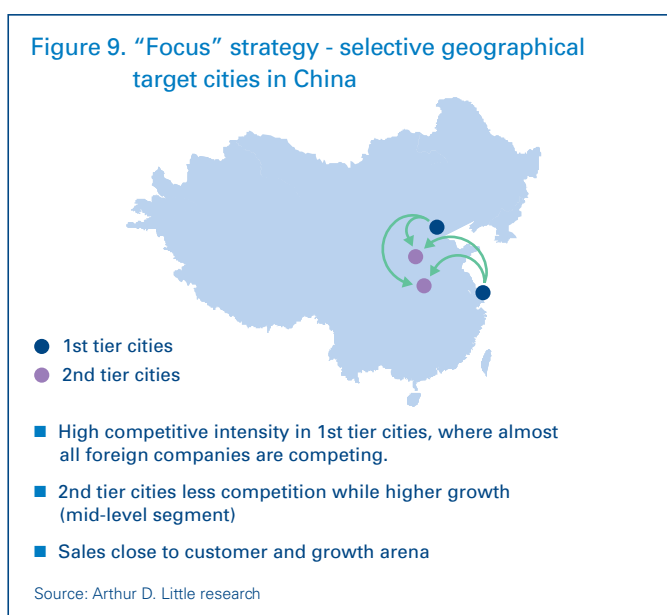 Figure 9. “Focus” strategy - selective geographical
target cities in China
1st tier cities
2nd tier cities
High competitive intensity in 1st tier cities, where almost
all foreign companies are competing.
2nd tier cities less competition while higher growth
(mid-level segment)
Sales close to customer and growth arena
Source: Arthur D. Little research